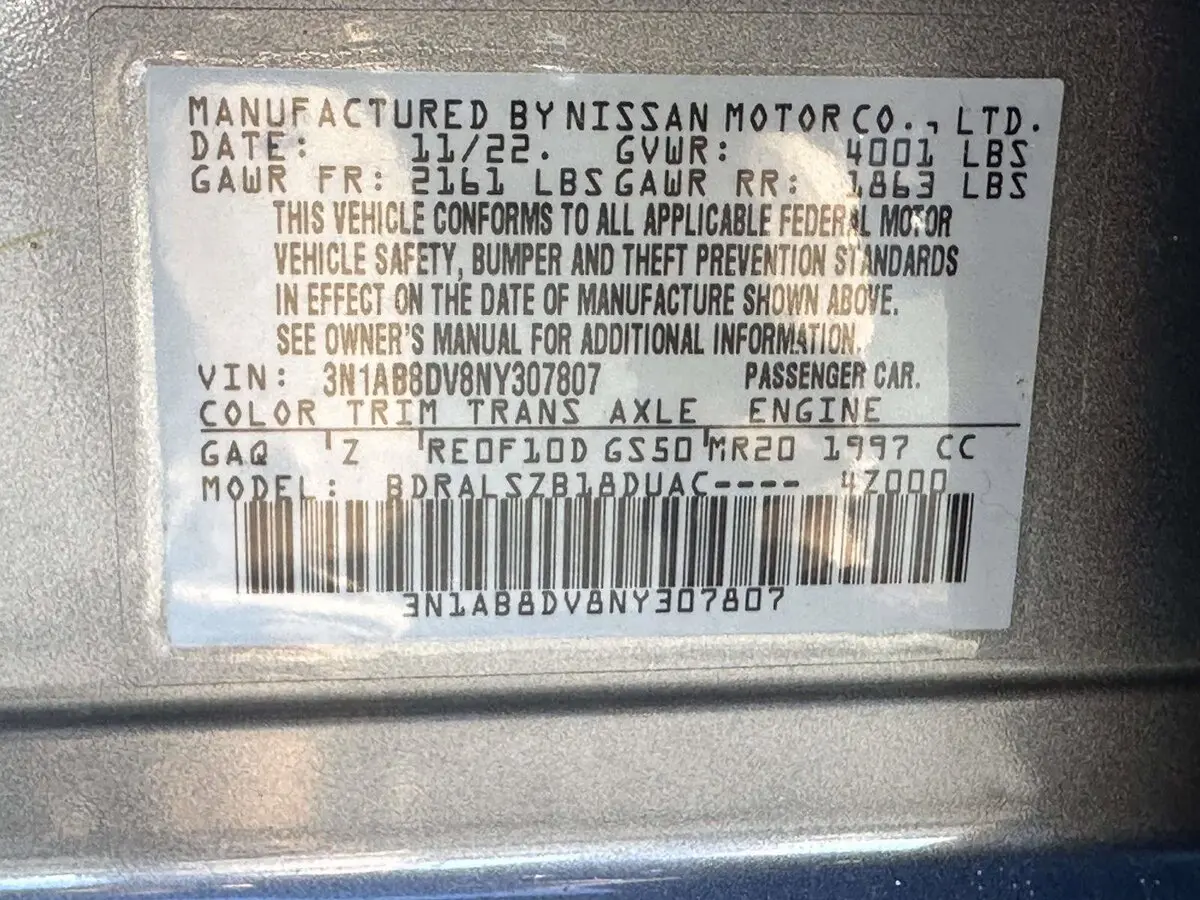 MANUFACTURED BY NISSAN MOTOR CO., LTD.
DATE: 11/22. GVWR: 4001 LBS
GAWR FR: 2161 LBS GAWR RR: 1863 LBS
THIS VEHICLE CONFORMS TO ALL APPLICABLE FEDERAL MOTOR
VEHICLE SAFETY, BUMPER AND THEFT PREVENTION STANDARDS
IN EFFECT ON THE DATE OF MANUFACTURE SHOWN ABOVE.
SEE OWNER'S MANUAL FOR ADDITIONAL INFORMATION.
VIN: 3N1AB8DV8NY307807 PASSENGER CAR.
COLOR TRIM TRANS AXLE ENGINE
GAQ Z RE0F10D GS50 MR20 1997 CC
MODEL: BDRALSZB18DUAC---- 4Z000
3N1AB8DV8NY307807